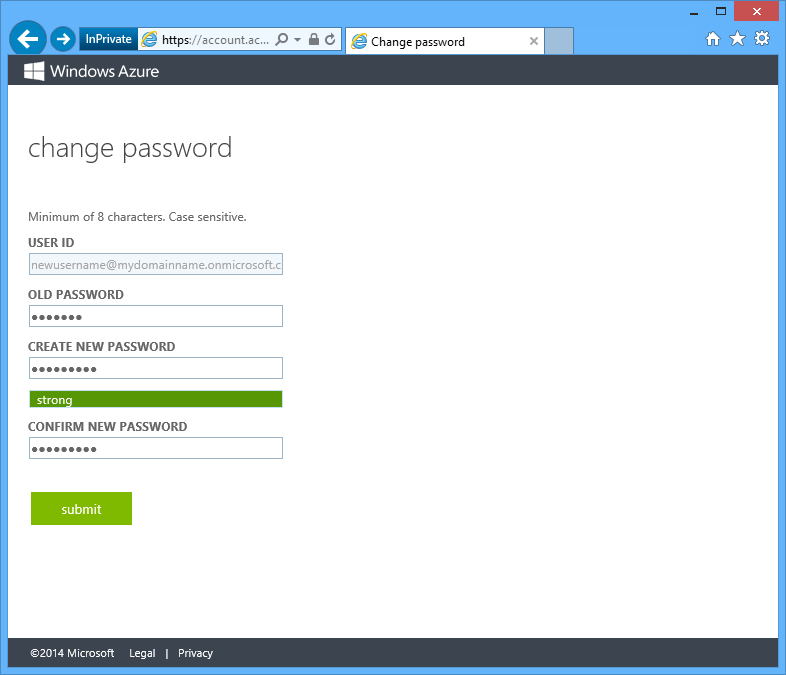 InPrivate
https://account.ac...
Change password
Windows Azure
change password
Minimum of 8 characters. Case sensitive.
USER ID
newusername@mydomainname.onmicrosoft.c
OLD PASSWORD
●●●●●●●
CREATE NEW PASSWORD
●●●●●●●●●
strong
CONFIRM NEW PASSWORD
●●●●●●●●●
submit
©2014 Microsoft Legal | Privacy